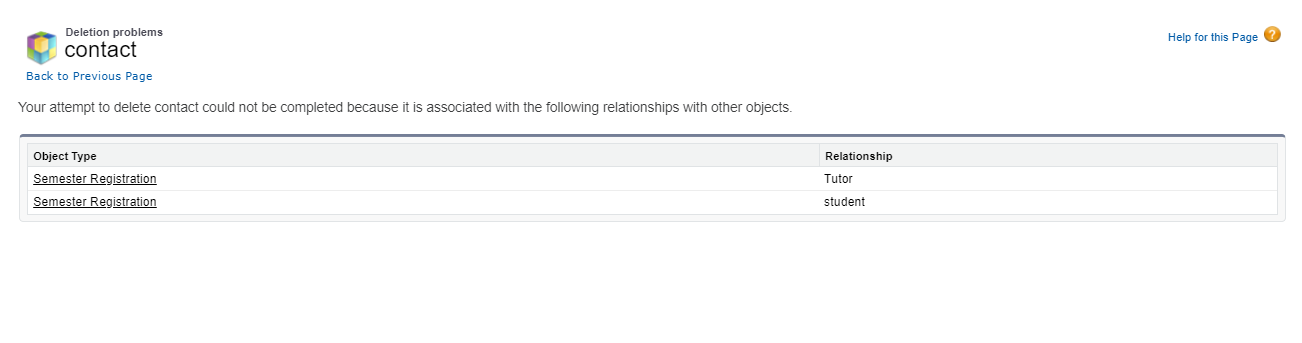 Deletion problems
contact
Help for this Page ?
Back to Previous Page
Your attempt to delete contact could not be completed because it is associated with the following relationships with other objects.
Object Type Relationship
Semester Registration Tutor
Semester Registration student